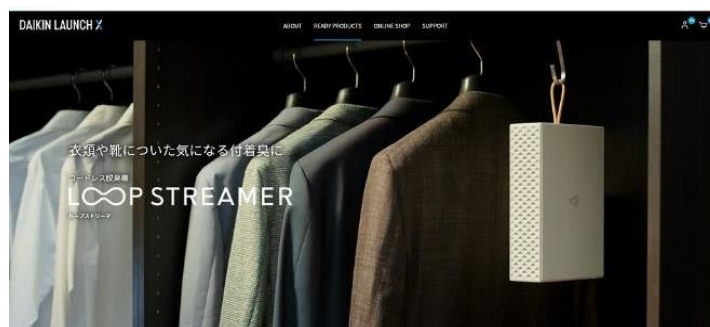 DAIKIN LAUNCH X
ABOUT
READY PRODUCTS
ONLINE SHOP
SUPPORT
衣類や靴についた気になる付着臭に
コードレス脱臭機
LOOP STREAMER
ループストリーマ